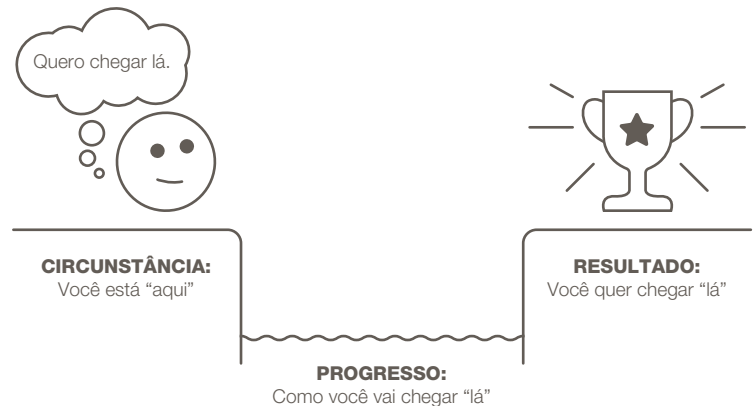 Quero chegar lá.
CIRCUNSTÂNCIA:
Você está “aqui”
RESULTADO:
Você quer chegar “lá”
PROGRESSO:
Como você vai chegar “lá”